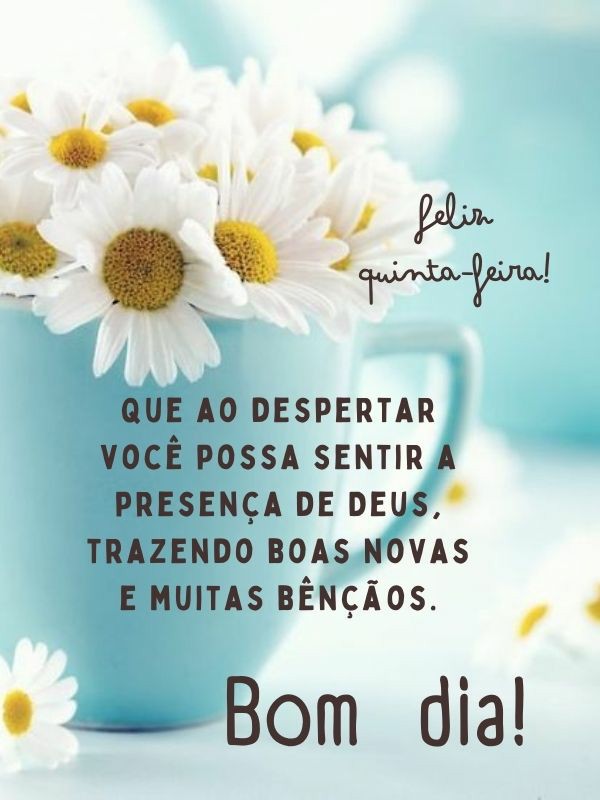 feliz
quinta-feira!
QUE AO DESPERTAR
VOCÊ POSSA SENTIR A
PRESENÇA DE DEUS,
TRAZENDO BOAS NOVAS
E MUITAS BÊNÇÃOS.
Bom dia!